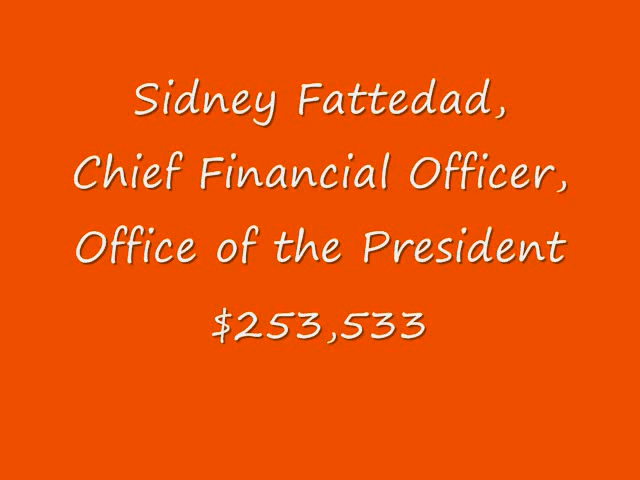 Sidney Fattedad,
Chief Financial Officer,
Office of the President
$253,533